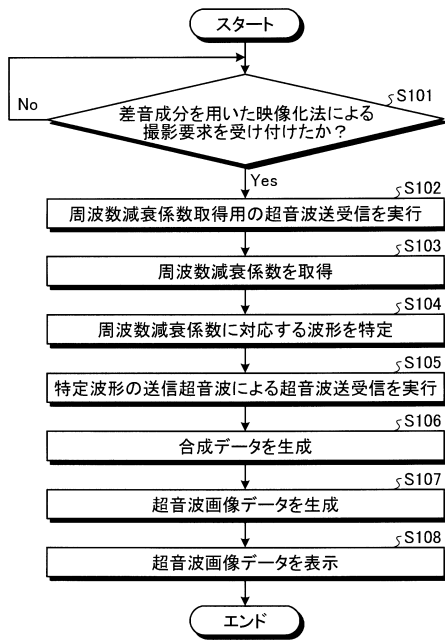 スタート
No
差音成分を用いた映像化法による
撮影要求を受け付けたか？
S101
Yes
S102
周波数減衰係数取得用の超音波送受信を実行
S103
周波数減衰係数を取得
S104
周波数減衰係数に対応する波形を特定
S105
特定波形の送信超音波による超音波送受信を実行
S106
合成データを生成
S107
超音波画像データを生成
S108
超音波画像データを表示
エンド